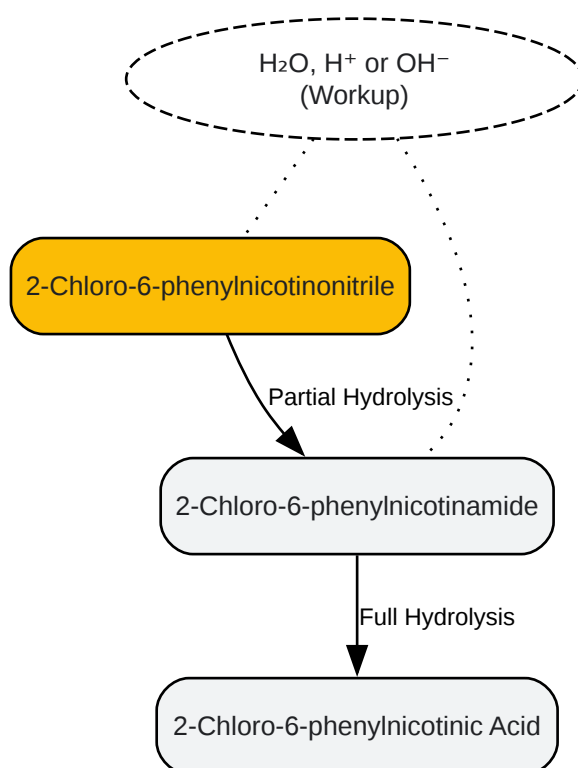 H₂O, H⁺ or OH⁻
(Workup)
2-Chloro-6-phenylnicotinonitrile
Partial Hydrolysis
2-Chloro-6-phenylnicotinamide
Full Hydrolysis
2-Chloro-6-phenylnicotinic Acid